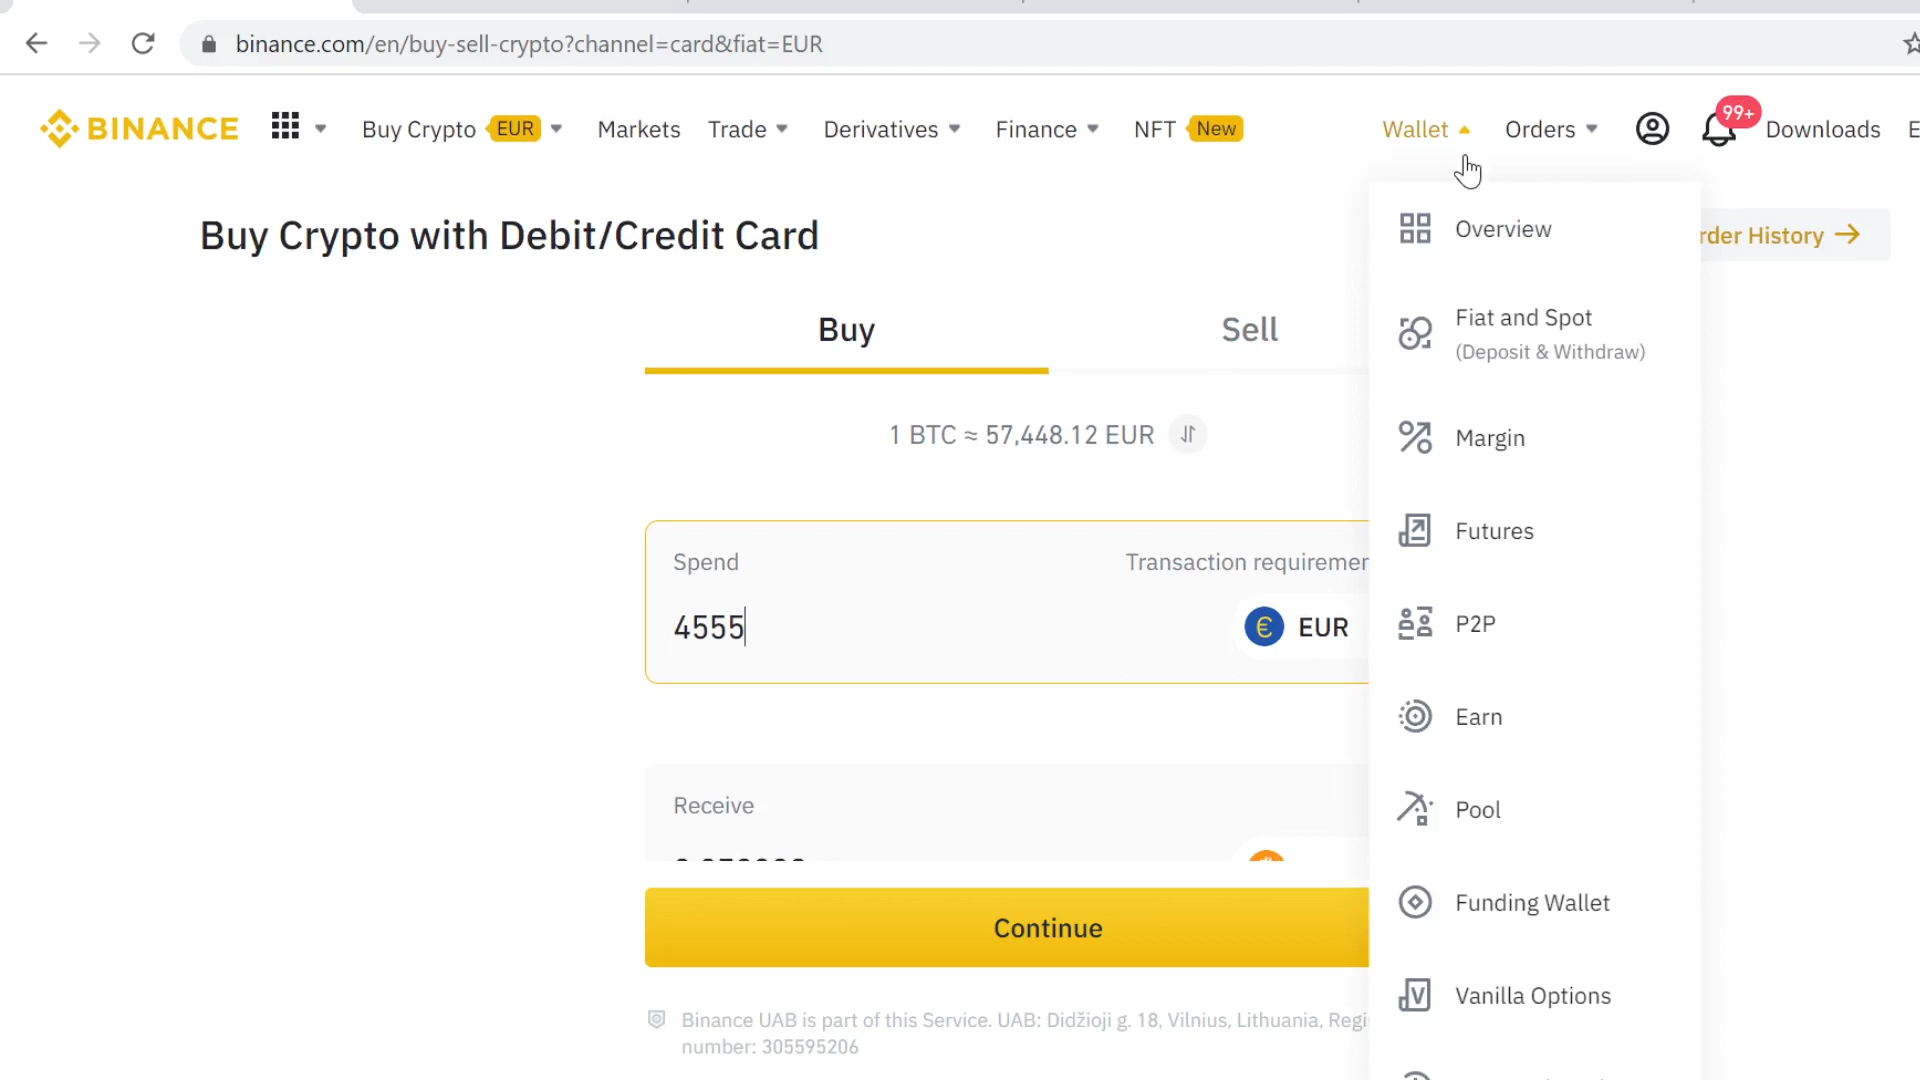 binance.com/en/buy-sell-crypto?channel=card&fiat=EUR
BINANCE Buy Crypto EUR Markets Trade Derivatives Finance NFT New Wallet Orders 99+ Downloads E
Buy Crypto with Debit/Credit Card
rder History
Buy Sell
1 BTC ≈ 57,448.12 EUR
Spend Transaction requiremen
4555 EUR
Receive
Continue
Binance UAB is part of this Service. UAB: Didžioji g. 18, Vilnius, Lithuania, Regi
number: 305595206
Overview
Fiat and Spot
(Deposit & Withdraw)
Margin
Futures
P2P
Earn
Pool
Funding Wallet
Vanilla Options